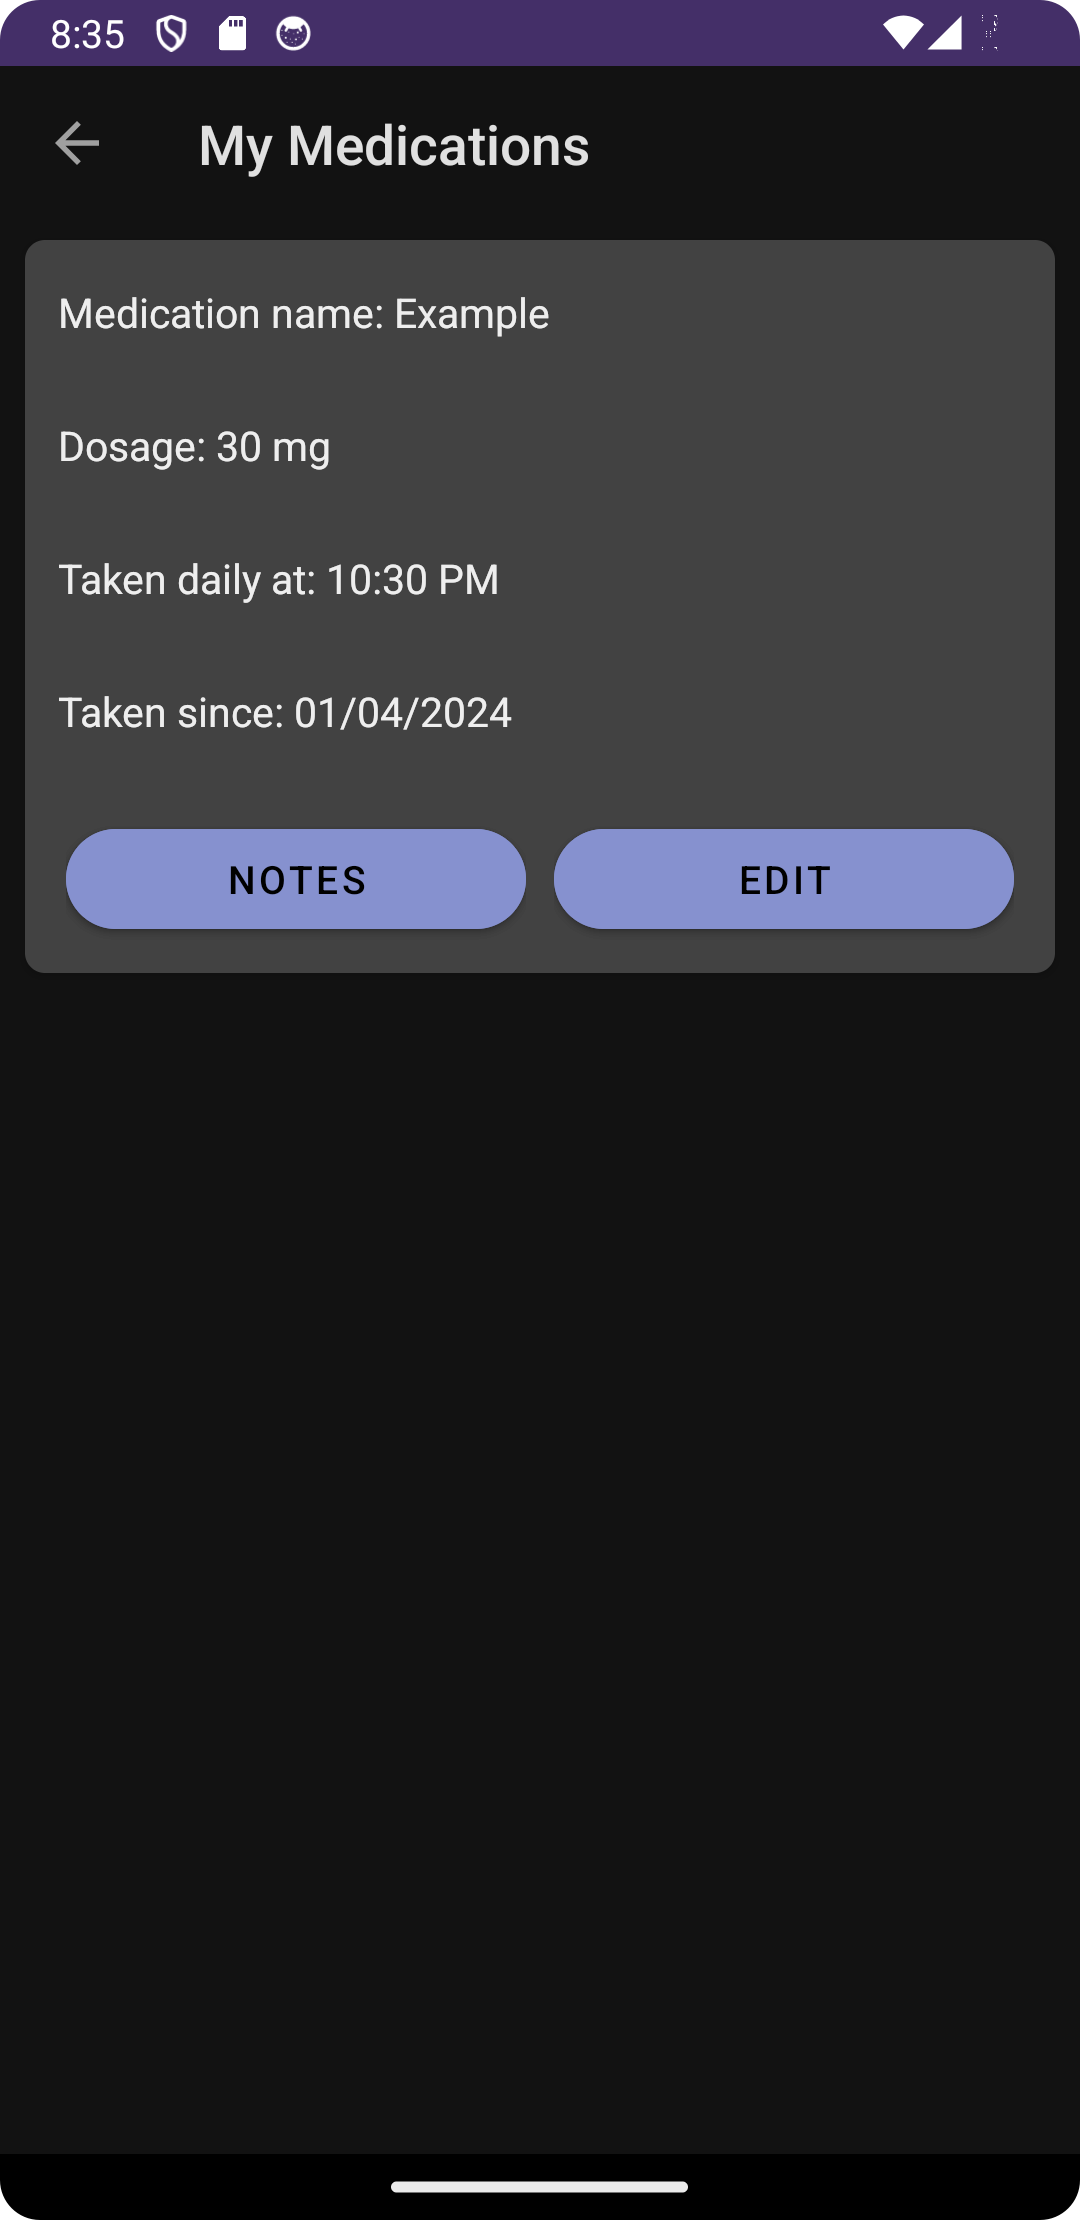 8:35
My Medications
Medication name: Example
Dosage: 30 mg
Taken daily at: 10:30 PM
Taken since: 01/04/2024
NOTES
EDIT